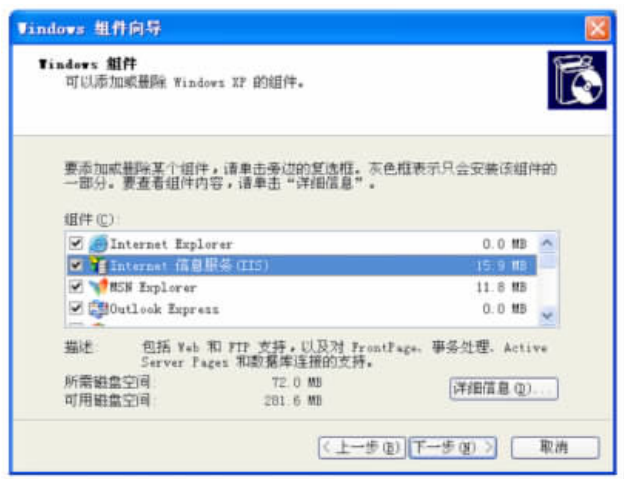 Windows 组件向导
Windows 组件
可以添加或删除 Windows XP 的组件。
要添加或删除某个组件，请单击旁边的复选框。灰色框表示只会安装该组件的
一部分。要查看组件内容，请单击“详细信息”。
组件(C):
Internet Explorer 0.0 MB
Internet 信息服务(IIS) 15.9 MB
MSN Explorer 11.8 MB
Outlook Express 0.0 MB
描述: 包括 Web 和 FTP 支持，以及对 FrontPage、事务处理、Active
Server Pages 和数据库连接的支持。
所需磁盘空间: 72.0 MB
可用磁盘空间: 281.6 MB
详细信息(D)...
< 上一步(B) 下一步(N) > 取消